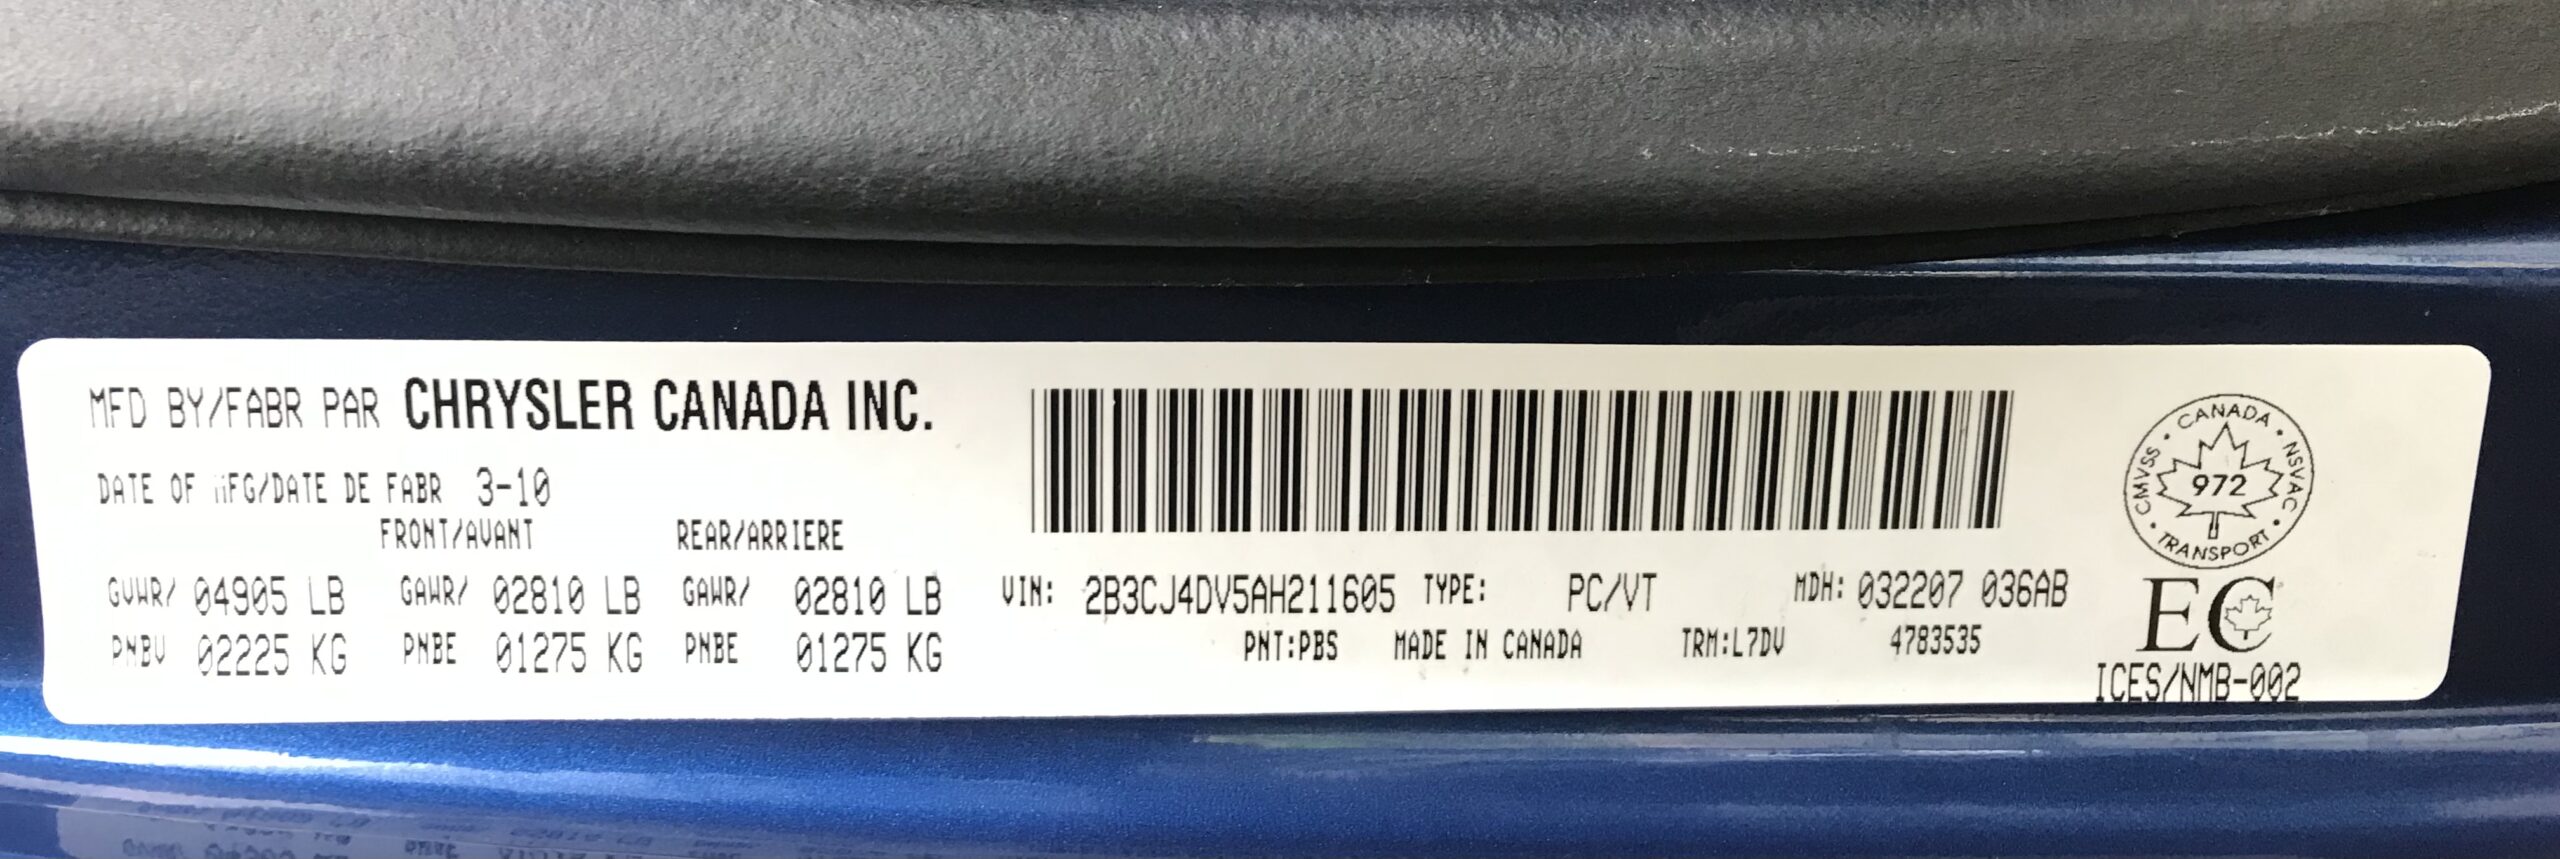 MFD BY/FABR PAR CHRYSLER CANADA INC.
DATE OF MFG/DATE DE FABR 3-10
FRONT/AVANT REAR/ARRIERE
GVWR/ 04905 LB GAWR/ 02810 LB GAWR/ 02810 LB
PNBV 02225 KG PNBE 01275 KG PNBE 01275 KG
VIN: 2B3CJ4DV5AH211605 TYPE: PC/VT MDH: 032207 036AB
PNT:PBS MADE IN CANADA TRM:L7DV 4783535
CANADA • NSVAC • TRANSPORT • CMVSS •
972
EC
ICES/NMB-002